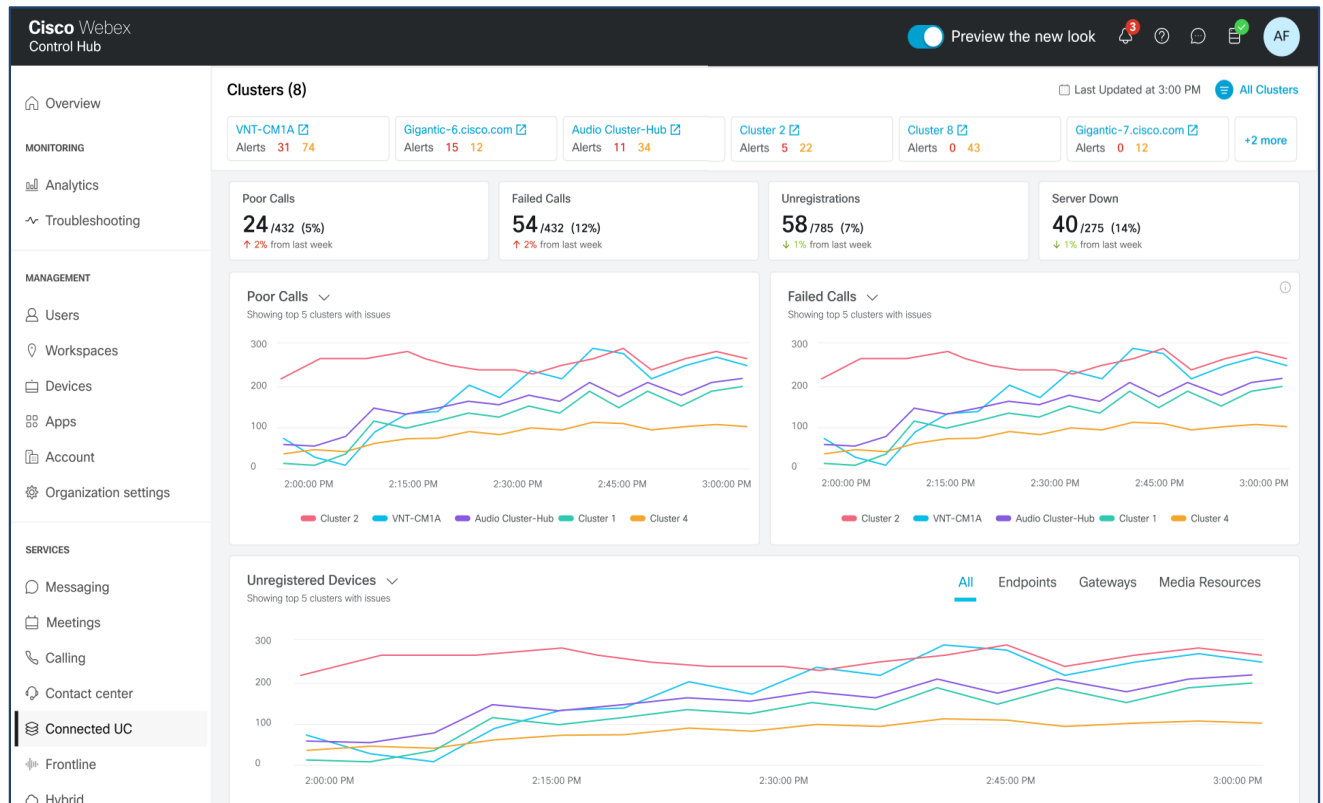 Cisco Webex
Control Hub
Preview the new look
3
AF
Overview
MONITORING
Analytics
Troubleshooting
MANAGEMENT
Users
Workspaces
Devices
Apps
Account
Organization settings
SERVICES
Messaging
Meetings
Calling
Contact center
Connected UC
Frontline
Hybrid
Clusters (8)
Last Updated at 3:00 PM
All Clusters
VNT-CM1A
Alerts 31 74
Gigantic-6.cisco.com
Alerts 15 12
Audio Cluster-Hub
Alerts 11 34
Cluster 2
Alerts 5 22
Cluster 8
Alerts 0 43
Gigantic-7.cisco.com
Alerts 0 12
+2 more
Poor Calls
24 /432 (5%)
↑ 2% from last week
Failed Calls
54 /432 (12%)
↑ 2% from last week
Unregistrations
58 /785 (7%)
↓ 1% from last week
Server Down
40 /275 (14%)
↓ 1% from last week
Poor Calls
Showing top 5 clusters with issues
300
200
100
0
2:00:00 PM 2:15:00 PM 2:30:00 PM 2:45:00 PM 3:00:00 PM
Cluster 2 VNT-CM1A Audio Cluster-Hub Cluster 1 Cluster 4
Failed Calls
Showing top 5 clusters with issues
300
200
100
0
2:00:00 PM 2:15:00 PM 2:30:00 PM 2:45:00 PM 3:00:00 PM
Cluster 2 VNT-CM1A Audio Cluster-Hub Cluster 1 Cluster 4
Unregistered Devices
Showing top 5 clusters with issues
All Endpoints Gateways Media Resources
300
200
100
0
2:00:00 PM 2:15:00 PM 2:30:00 PM 2:45:00 PM 3:00:00 PM